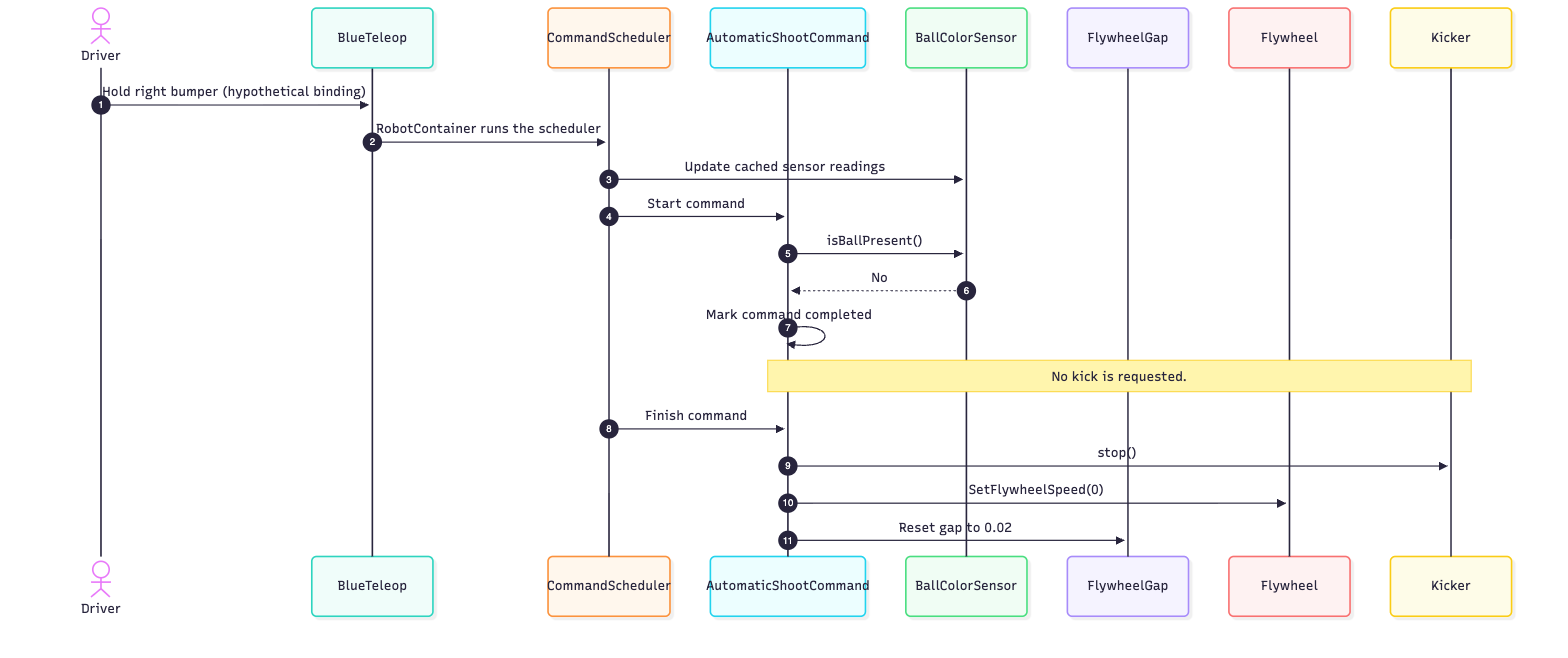 Driver
BlueTeleop
CommandScheduler
AutomaticShootCommand
BallColorSensor
FlywheelGap
Flywheel
Kicker
1 Hold right bumper (hypothetical binding)
2 RobotContainer runs the scheduler
3 Update cached sensor readings
4 Start command
5 isBallPresent()
6 No
7 Mark command completed
No kick is requested.
8 Finish command
9 stop()
10 SetFlywheelSpeed(0)
11 Reset gap to 0.02
Driver
BlueTeleop
CommandScheduler
AutomaticShootCommand
BallColorSensor
FlywheelGap
Flywheel
Kicker